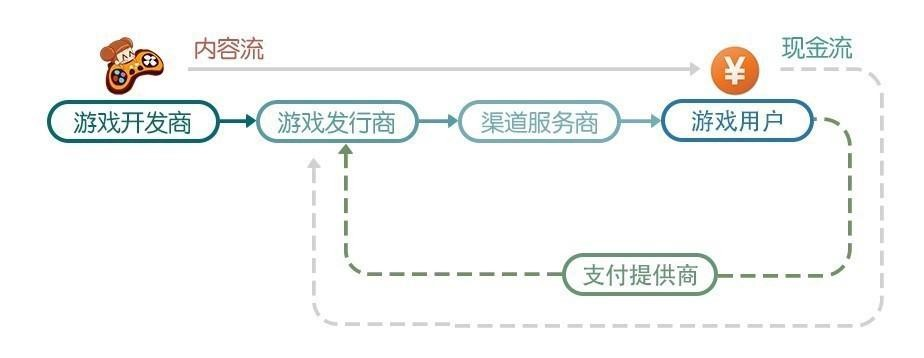 内容流
现金流
¥
游戏开发商
游戏发行商
渠道服务商
游戏用户
支付提供商